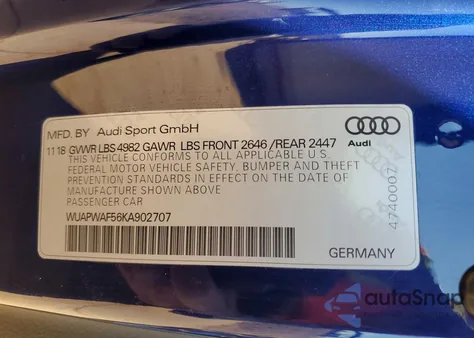 MFD. BY Audi Sport GmbH
Audi
11 18 GVWR LBS 4982 GAWR LBS FRONT 2646 / REAR 2447
THIS VEHICLE CONFORMS TO ALL APPLICABLE U.S.
FEDERAL MOTOR VEHICLE SAFETY, BUMPER AND THEFT
PREVENTION STANDARDS IN EFFECT ON THE DATE OF
MANUFACTURE SHOWN ABOVE
PASSENGER CAR
WUAPWAF56KA902707
4740007
GERMANY
autoSnap